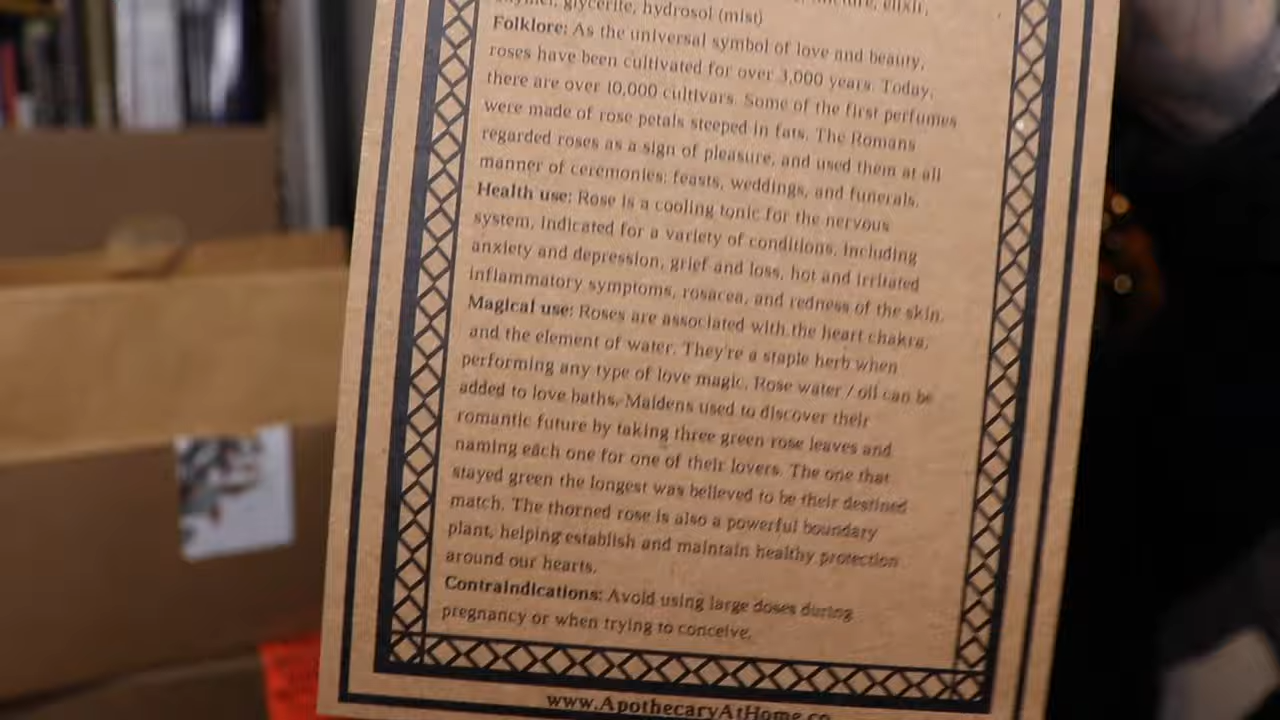 glycerite, hydrosol (mist)
Folklore: As the universal symbol of love and beauty,
roses have been cultivated for over 3,000 years. Today,
there are over 10,000 cultivars. Some of the first perfumes
were made of rose petals steeped in fats. The Romans
regarded roses as a sign of pleasure, and used them at all
manner of ceremonies; feasts, weddings, and funerals.
Health use: Rose is a cooling tonic for the nervous
system, indicated for a variety of conditions, including
anxiety and depression, grief and loss, hot and irritated
inflammatory symptoms, rosacea, and redness of the skin.
Magical use: Roses are associated with the heart chakra,
and the element of water. They're a staple herb when
performing any type of love magic. Rose water / oil can be
added to love baths. Maidens used to discover their
romantic future by taking three green rose leaves and
naming each one for one of their lovers. The one that
stayed green the longest was believed to be their destined
match. The thorned rose is also a powerful boundary
plant, helping establish and maintain healthy protection
around our hearts.
Contraindications: Avoid using large doses during
pregnancy or when trying to conceive.
www.ApothecaryAtHome.co